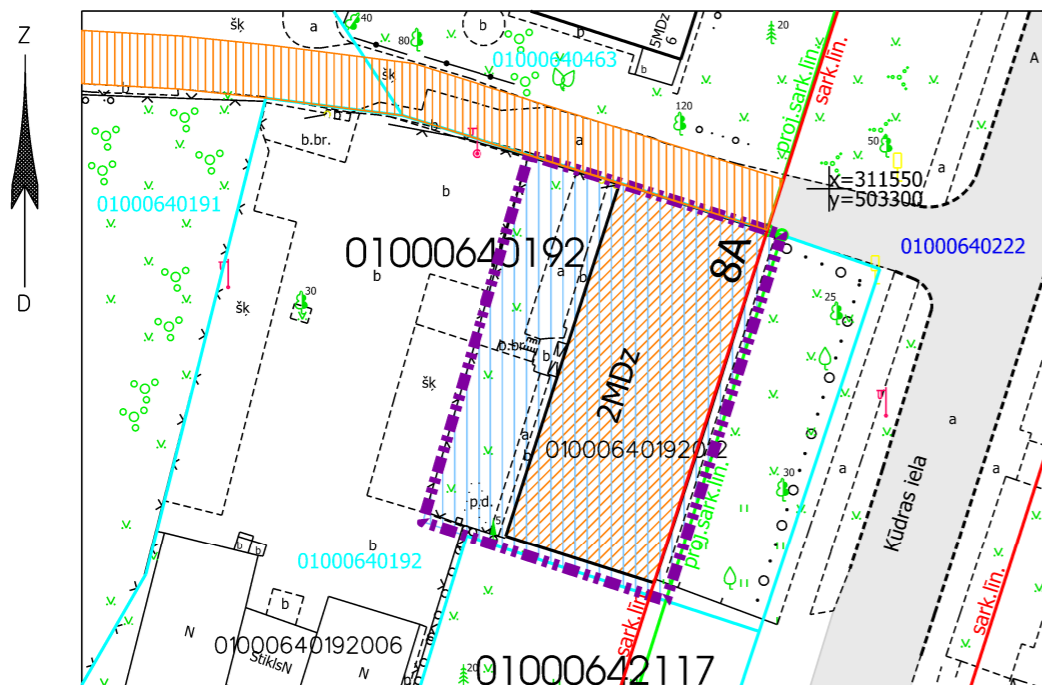 Z
D
šķ
a
40
b
b
5MDz
6
b
20
80
01000640463
šķ
120
proj.sark.lin.
sark.lin.
A
b
b.br.
b
a
50
a
x=311550
y=503300
01000640191
01000640192
8A
01000640222
b
a
b
šķ
30
25
b.br.
b
šķ
2MDz
a
b
01000640192012
a
a
a
30
p.d.
5
Kūdras iela
proj.sark.lin.
b
01000640192
b
b
b
N
01000640192006
StiklsN
N
sark.lin.
sark.lin.
20
01000642117